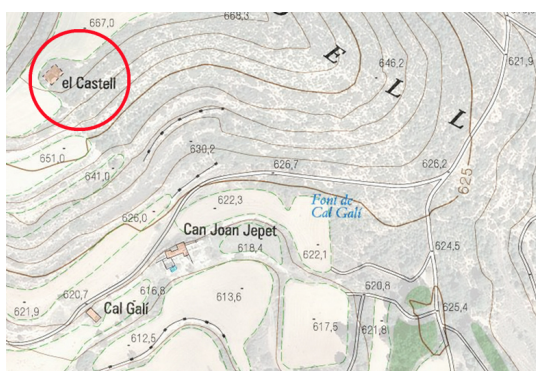 667,0
668,3
O
E
L
L
646,2
621,9
el Castell
651,0
641,0
630,2
626,7
626,2
625
622,3
Font de
Cal Galí
626,0
Can Joan Jepet
618,4
622,1
624,5
620,7
616,8
620,8
621,9
Cal Galí
613,6
617,5
621,8
625,4
612,5